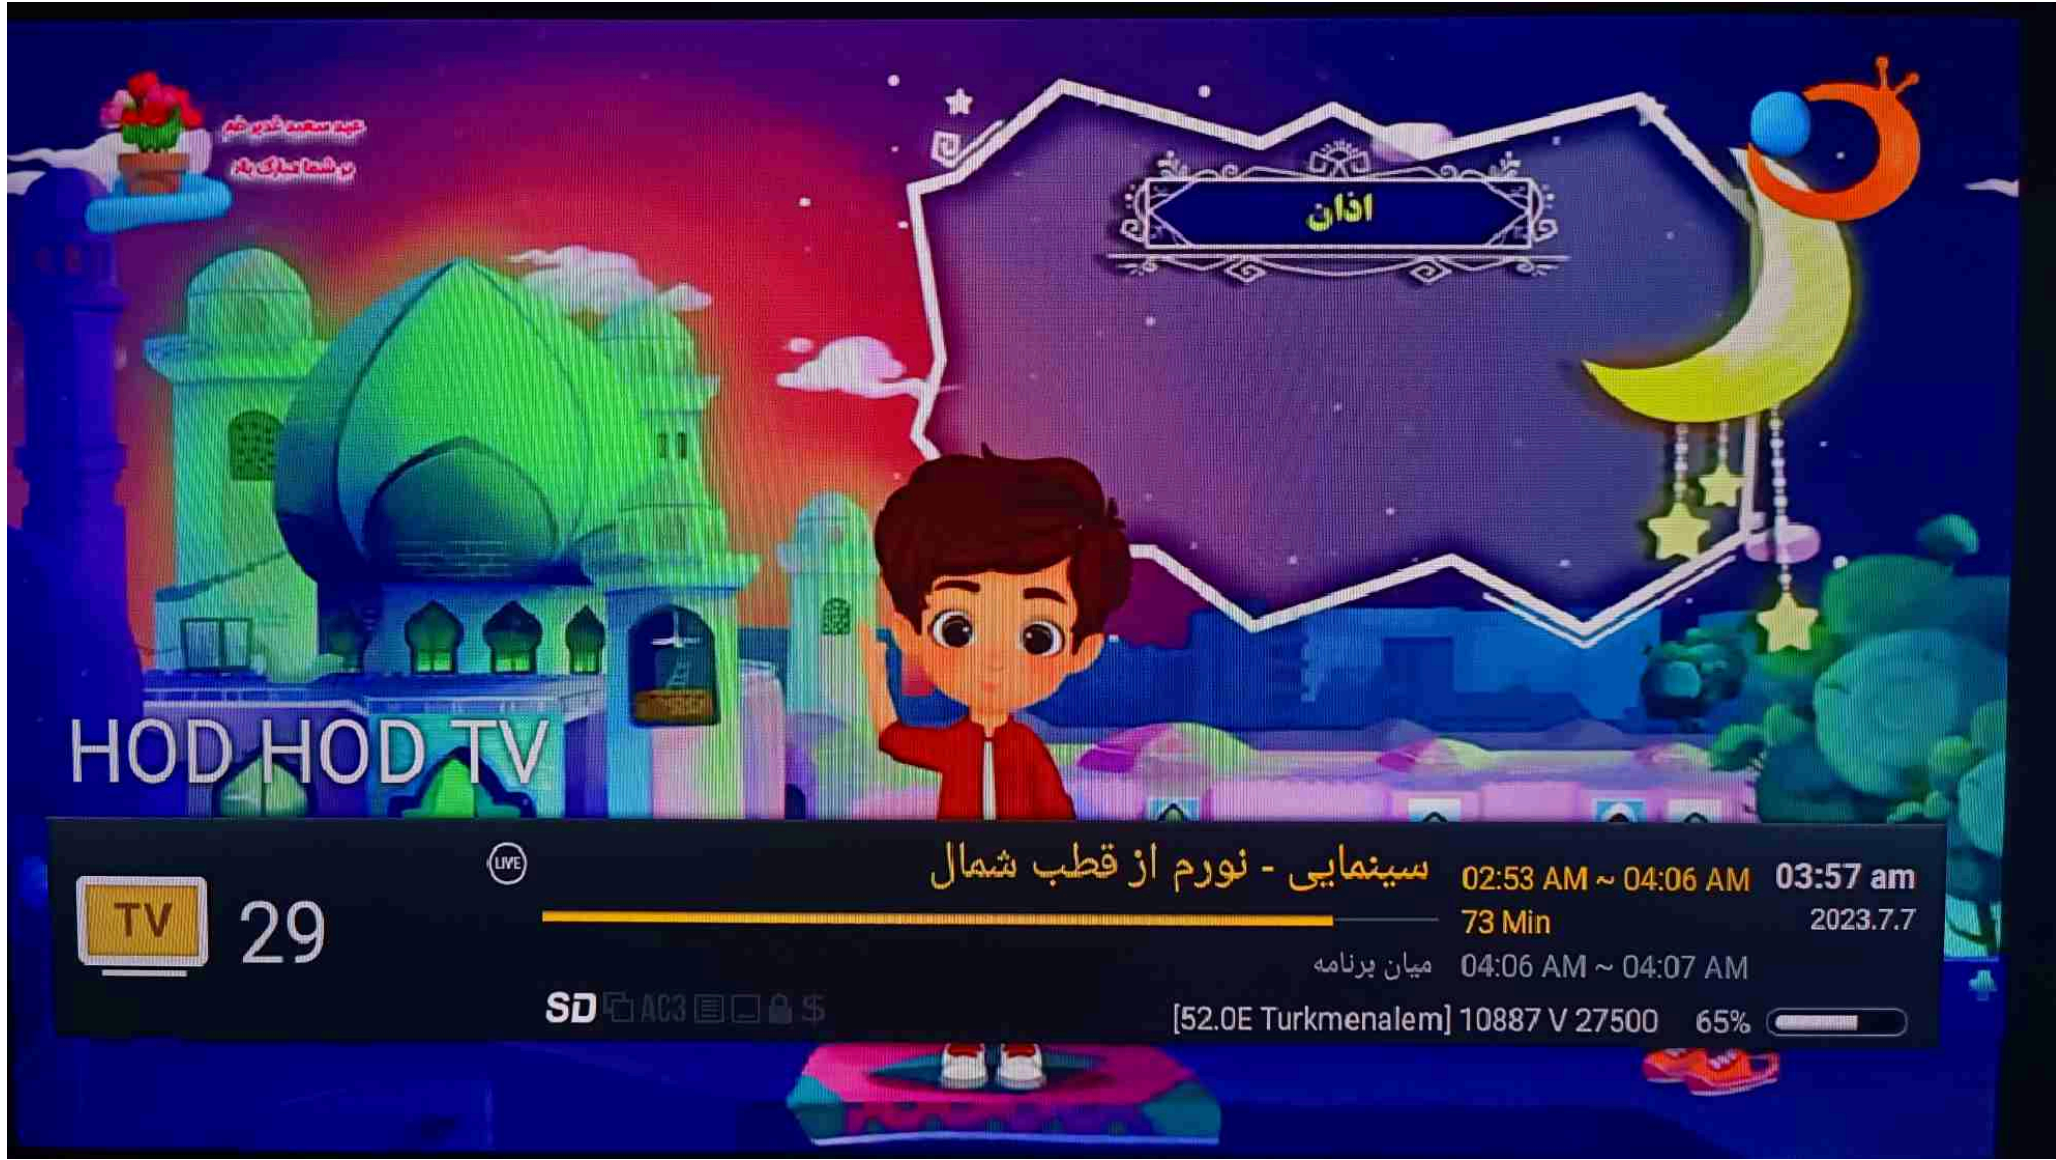 عید سعید غدیر خم
بر شما مبارک باد
اذان
HOD HOD TV
TV
29
LIVE
سینمایی - نورم از قطب شمال
02:53 AM ~ 04:06 AM
03:57 am
73 Min
2023.7.7
میان برنامه
04:06 AM ~ 04:07 AM
SD
AC3
$
[52.0E Turkmenalem] 10887 V 27500
65%